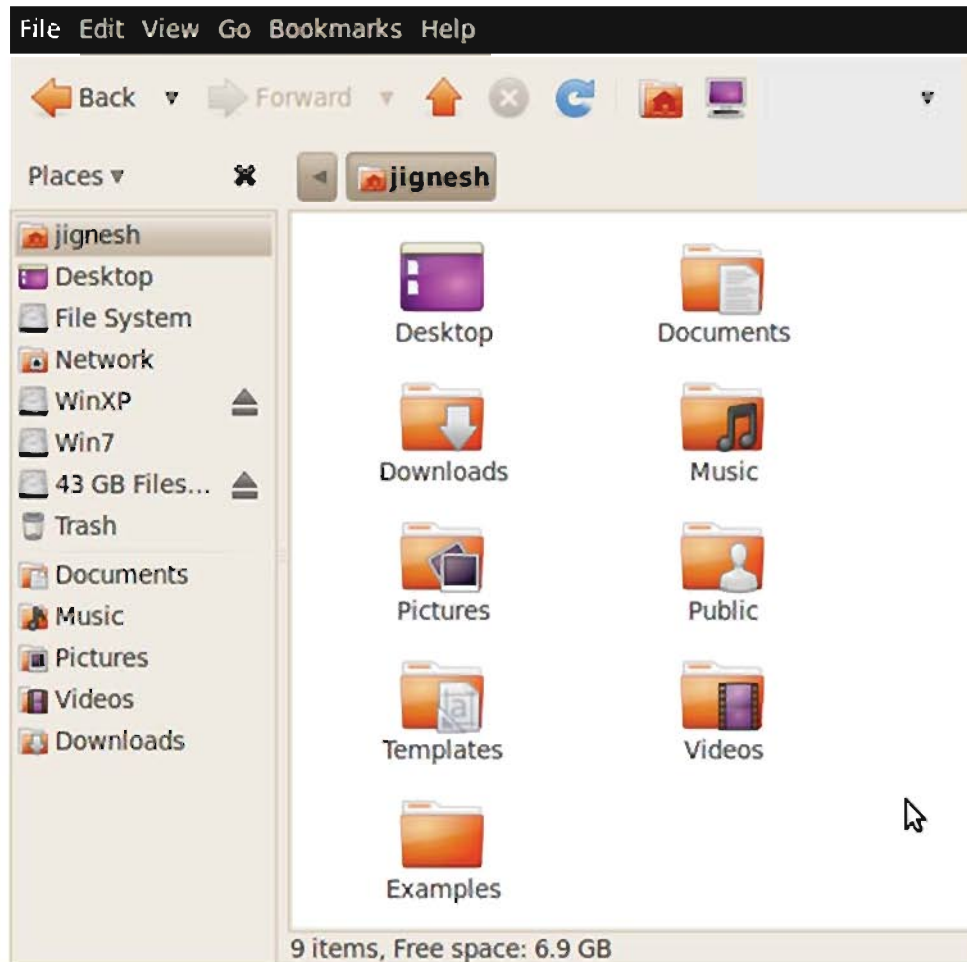 File Edit View Go Bookmarks Help
Back Forward
Places
jignesh
jignesh
Desktop
File System
Network
WinXP
Win7
43 GB Files...
Trash
Documents
Music
Pictures
Videos
Downloads
Desktop Documents
Downloads Music
Pictures Public
Templates Videos
Examples
9 items, Free space: 6.9 GB